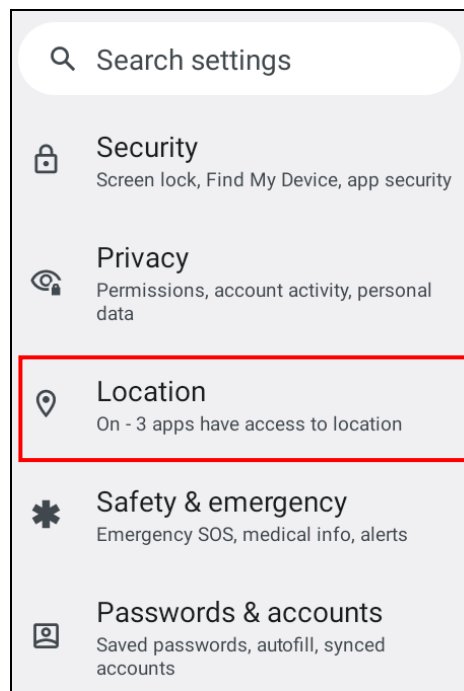 Search settings
Security
Screen lock, Find My Device, app security
Privacy
Permissions, account activity, personal
data
Location
On - 3 apps have access to location
Safety & emergency
Emergency SOS, medical info, alerts
Passwords & accounts
Saved passwords, autofill, synced
accounts